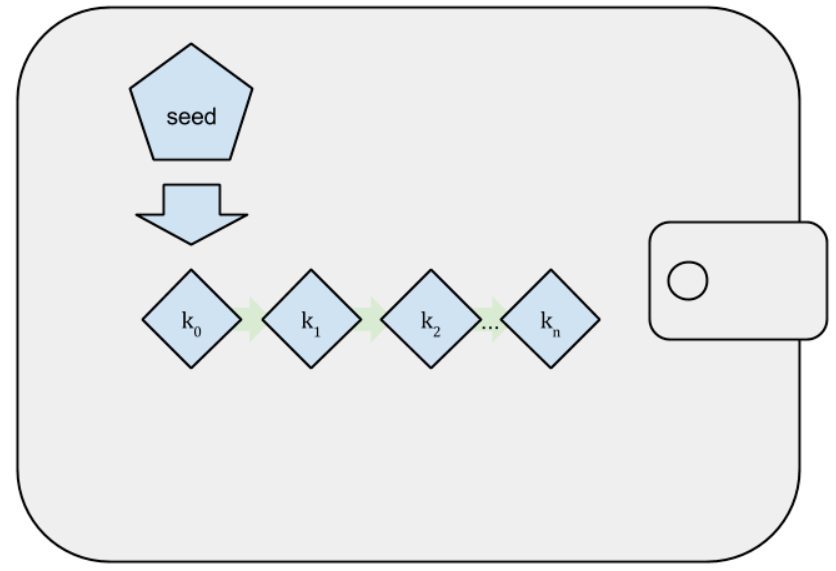 seed
k₀ k₁ k₂ ... kₙ